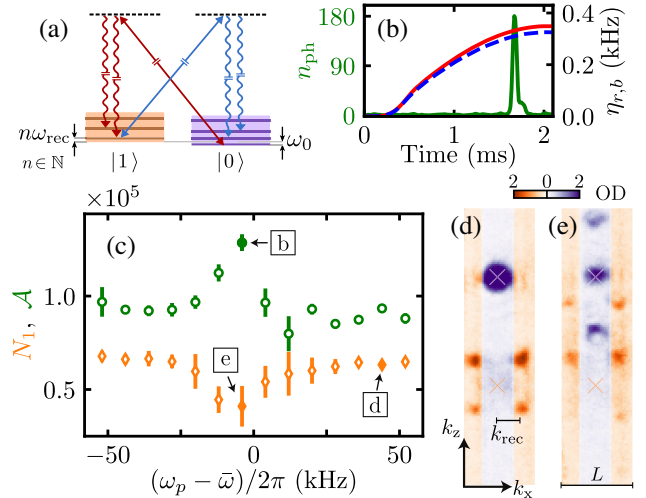 (a)
nω_rec
n ∈ ℕ
|1⟩
|0⟩
ω_0
(b)
n_ph
180
90
0
0.4
0.2
0.0
η_r,b (kHz)
0
1
2
Time (ms)
×10^5
(c)
N_1, 𝒜
1.0
0.5
b
e
d
−50
0
50
(ω_p − ω̄)/2π (kHz)
2 0 2 OD
(d)
(e)
k_rec
k_z
k_x
L